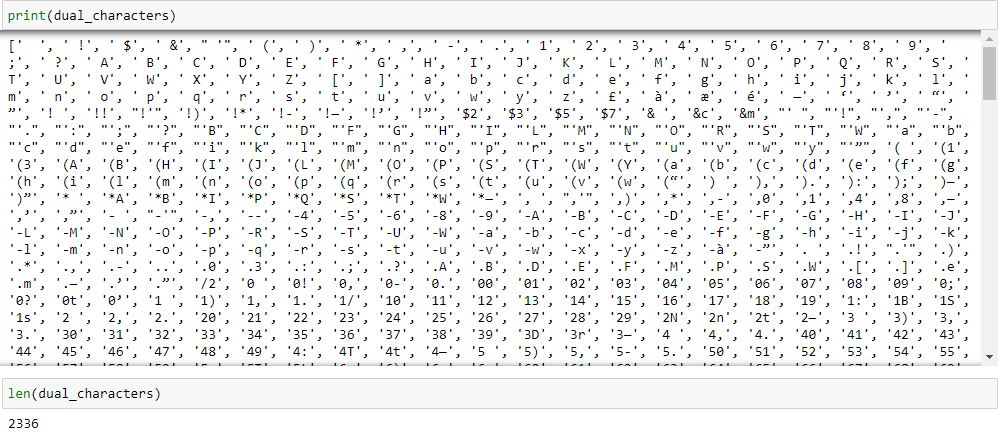 print(dual_characters)
['  ', ' !', ' $', ' &', " '", ' (', ' )', ' *', ' ,', ' -', ' .', ' 1', ' 2', ' 3', ' 4', ' 5', ' 6', ' 7', ' 8', ' 9', '
;', ' ?', ' A', ' B', ' C', ' D', ' E', ' F', ' G', ' H', ' I', ' J', ' K', ' L', ' M', ' N', ' O', ' P', ' Q', ' R', ' S', '
T', ' U', ' V', ' W', ' X', ' Y', ' Z', ' [', ' ]', ' a', ' b', ' c', ' d', ' e', ' f', ' g', ' h', ' i', ' j', ' k', ' l', '
m', ' n', ' o', ' p', ' q', ' r', ' s', ' t', ' u', ' v', ' w', ' y', ' z', ' £', ' à', ' æ', ' é', ' —', ' ‘', ' ’', ' “', '
”', '! ', '!!', '!"', '!)', '!*', '!-', '!—', '!’', '!”', '$2', '$3', '$5', '$7', '& ', '&c', '&m', "' ", "'!", "',", "'-",
"'.", "':", "';", "'?", "'B", "'C", "'D", "'F", "'G", "'H", "'I", "'L", "'M", "'N", "'O", "'R", "'S", "'T", "'W", "'a", "'b",
"'c", "'d", "'e", "'f", "'i", "'k", "'l", "'m", "'n", "'o", "'p", "'r", "'s", "'t", "'u", "'v", "'w", "'y", "'”", '( ', '(1',
'(3', '(A', '(B', '(H', '(I', '(J', '(L', '(M', '(O', '(P', '(S', '(T', '(W', '(Y', '(a', '(b', '(c', '(d', '(e', '(f', '(g',
'(h', '(i', '(l', '(m', '(n', '(o', '(p', '(q', '(r', '(s', '(t', '(u', '(v', '(w', '(“', ') ', '),', ').', '):', ');', ')—',
')”', '* ', '*A', '*B', '*I', '*P', '*Q', '*S', '*T', '*W', '*—', ', ', ",'", ',)', ',*', ',-', ',0', ',1', ',4', ',8', ',—',
',’', ',”', '- ', "-'", '-,', '--', '-4', '-5', '-6', '-8', '-9', '-A', '-B', '-C', '-D', '-E', '-F', '-G', '-H', '-I', '-J',
'-L', '-M', '-N', '-O', '-P', '-R', '-S', '-T', '-U', '-W', '-a', '-b', '-c', '-d', '-e', '-f', '-g', '-h', '-i', '-j', '-k',
'-l', '-m', '-n', '-o', '-p', '-q', '-r', '-s', '-t', '-u', '-v', '-w', '-x', '-y', '-z', '-à', '-”', '. ', '.!', ".'", '.)',
'.*', '.,', '.-', '..', '.0', '.3', '.:', '.;', '.?', '.A', '.B', '.D', '.E', '.F', '.M', '.P', '.S', '.W', '.[', '.]', '.e',
'.m', '.—', '.’', '.”', '/2', '0 ', '0!', '0,', '0-', '0.', '00', '01', '02', '03', '04', '05', '06', '07', '08', '09', '0;',
'0?', '0t', '0’', '1 ', '1)', '1,', '1.', '1/', '10', '11', '12', '13', '14', '15', '16', '17', '18', '19', '1:', '1B', '1S',
'1s', '2 ', '2,', '2.', '20', '21', '22', '23', '24', '25', '26', '27', '28', '29', '2N', '2n', '2t', '2—', '3 ', '3)', '3,',
'3.', '30', '31', '32', '33', '34', '35', '36', '37', '38', '39', '3D', '3r', '3—', '4 ', '4,', '4.', '40', '41', '42', '43',
'44', '45', '46', '47', '48', '49', '4:', '4T', '4t', '4—', '5 ', '5)', '5,', '5-', '5.', '50', '51', '52', '53', '54', '55',
len(dual_characters)
2336